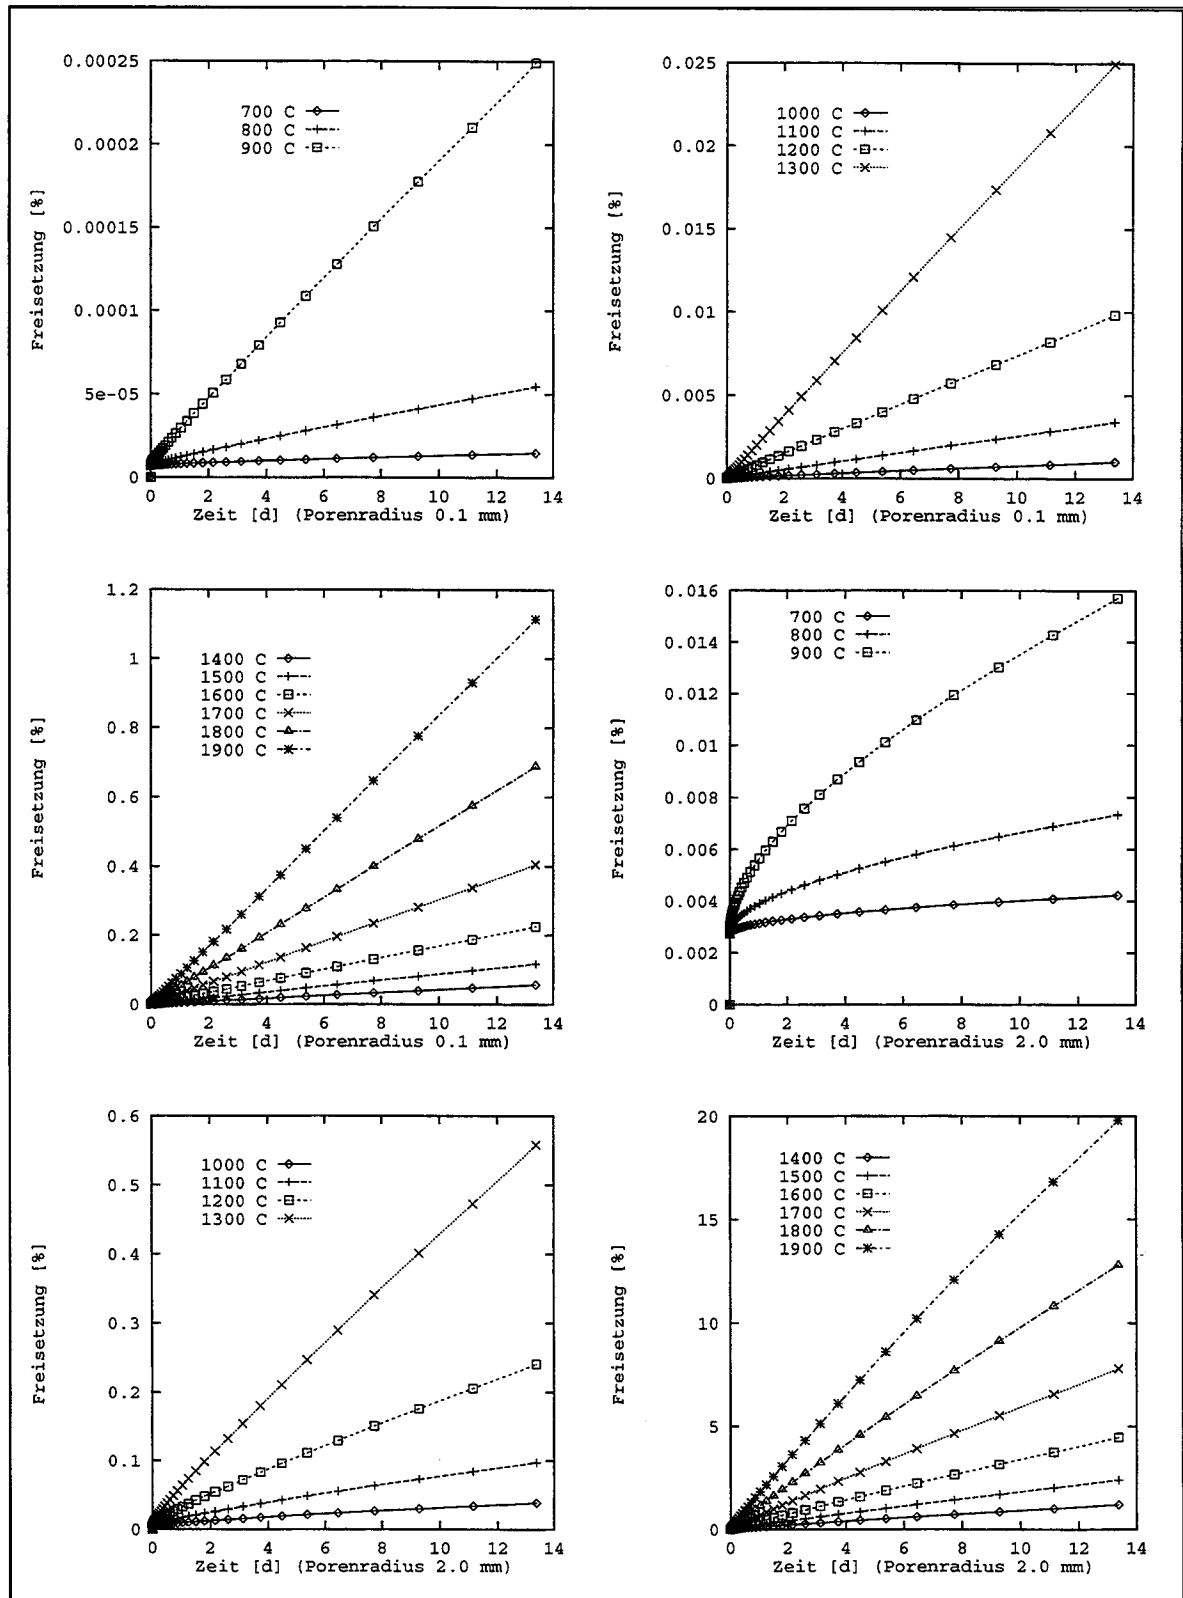 0.00025
0.0002
0.00015
0.0001
5e-05
0
Freisetzung [%]
700 C
800 C
900 C
0 2 4 6 8 10 12 14
Zeit [d] (Porenradius 0.1 mm)
0.025
0.02
0.015
0.01
0.005
0
Freisetzung [%]
1000 C
1100 C
1200 C
1300 C
0 2 4 6 8 10 12 14
Zeit [d] (Porenradius 0.1 mm)
1.2
1
0.8
0.6
0.4
0.2
0
Freisetzung [%]
1400 C
1500 C
1600 C
1700 C
1800 C
1900 C
0 2 4 6 8 10 12 14
Zeit [d] (Porenradius 0.1 mm)
0.016
0.014
0.012
0.01
0.008
0.006
0.004
0.002
0
Freisetzung [%]
700 C
800 C
900 C
0 2 4 6 8 10 12 14
Zeit [d] (Porenradius 2.0 mm)
0.6
0.5
0.4
0.3
0.2
0.1
0
Freisetzung [%]
1000 C
1100 C
1200 C
1300 C
0 2 4 6 8 10 12 14
Zeit [d] (Porenradius 2.0 mm)
20
15
10
5
0
Freisetzung [%]
1400 C
1500 C
1600 C
1700 C
1800 C
1900 C
0 2 4 6 8 10 12 14
Zeit [d] (Porenradius 2.0 mm)